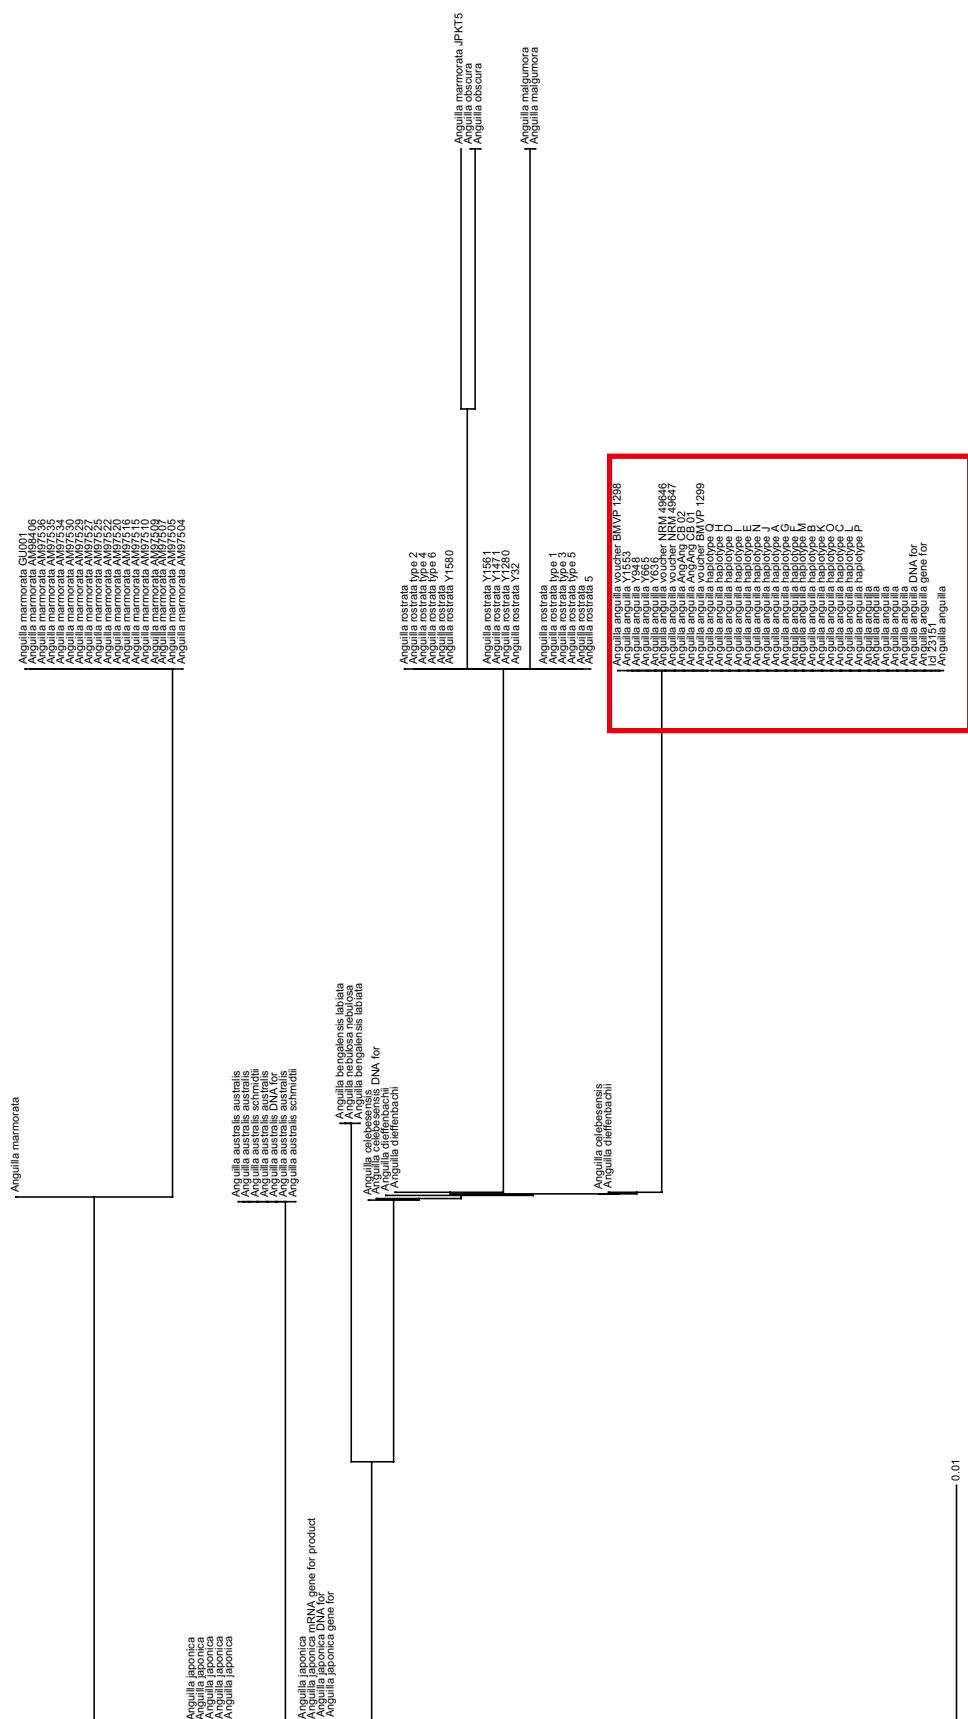 Anguilla marmorata
Anguilla marmorata GU001
Anguilla marmorata AM98406
Anguilla marmorata AM97536
Anguilla marmorata AM97535
Anguilla marmorata AM97534
Anguilla marmorata AM97530
Anguilla marmorata AM97529
Anguilla marmorata AM97527
Anguilla marmorata AM97525
Anguilla marmorata AM97522
Anguilla marmorata AM97520
Anguilla marmorata AM97516
Anguilla marmorata AM97515
Anguilla marmorata AM97510
Anguilla marmorata AM97509
Anguilla marmorata AM97507
Anguilla marmorata AM97505
Anguilla marmorata AM97504
Anguilla japonica
Anguilla japonica
Anguilla japonica
Anguilla japonica
Anguilla japonica
Anguilla australis australis
Anguilla australis australis
Anguilla australis schmidtii
Anguilla australis australis
Anguilla australis DNA for
Anguilla australis australis
Anguilla australis schmidtii
Anguilla japonica
Anguilla japonica mRNA gene for product
Anguilla japonica DNA for
Anguilla japonica gene for
Anguilla bengalensis labiata
Anguilla nebulosa nebulosa
Anguilla bengalensis labiata
Anguilla celebesensis
Anguilla celebesensis DNA for
Anguilla dieffenbachii
Anguilla dieffenbachi
Anguilla rostrata
Anguilla rostrata type 2
Anguilla rostrata type 4
Anguilla rostrata type 6
Anguilla rostrata Y1580
Anguilla marmorata JPKT5
Anguilla obscura
Anguilla obscura
Anguilla rostrata Y1561
Anguilla rostrata Y1471
Anguilla rostrata Y1280
Anguilla rostrata Y32
Anguilla malgumora
Anguilla malgumora
Anguilla rostrata type 1
Anguilla rostrata type 3
Anguilla rostrata type 5
Anguilla rostrata 5
Anguilla celebesensis
Anguilla dieffenbachii
Anguilla anguilla voucher BMVP 1298
Anguilla anguilla Y1553
Anguilla anguilla Y948
Anguilla anguilla Y665
Anguilla anguilla Y636
Anguilla anguilla voucher NRM 49646
Anguilla anguilla voucher NRM 49647
Anguilla anguilla AngAng CB 02
Anguilla anguilla AngAng CB 01
Anguilla anguilla voucher BMVP 1299
Anguilla anguilla haplotype Q
Anguilla anguilla haplotype H
Anguilla anguilla haplotype D
Anguilla anguilla haplotype I
Anguilla anguilla haplotype E
Anguilla anguilla haplotype N
Anguilla anguilla haplotype J
Anguilla anguilla haplotype A
Anguilla anguilla haplotype G
Anguilla anguilla haplotype F
Anguilla anguilla haplotype M
Anguilla anguilla haplotype B
Anguilla anguilla haplotype K
Anguilla anguilla haplotype O
Anguilla anguilla haplotype C
Anguilla anguilla haplotype L
Anguilla anguilla haplotype P
Anguilla anguilla
Anguilla anguilla
Anguilla anguilla
Anguilla anguilla
Anguilla anguilla
Anguilla anguilla DNA for
Anguilla anguilla gene for
Id 23151
Anguilla anguilla
0.01